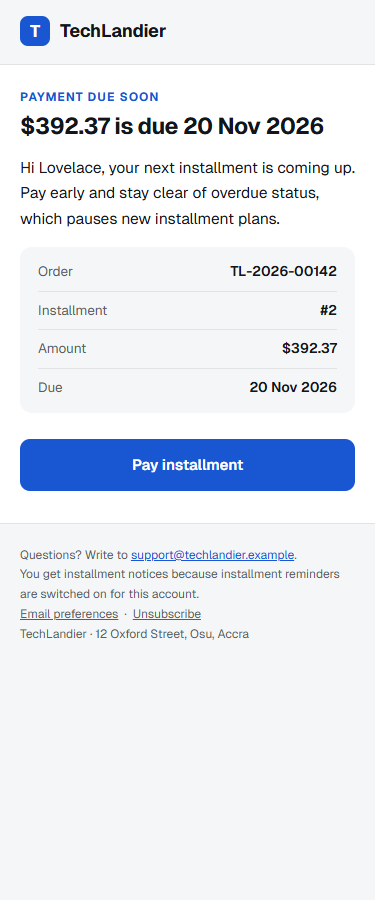 T TechLandier
PAYMENT DUE SOON
$392.37 is due 20 Nov 2026
Hi Lovelace, your next installment is coming up.
Pay early and stay clear of overdue status,
which pauses new installment plans.
Order TL-2026-00142
Installment #2
Amount $392.37
Due 20 Nov 2026
Pay installment
Questions? Write to support@techlandier.example.
You get installment notices because installment reminders
are switched on for this account.
Email preferences · Unsubscribe
TechLandier · 12 Oxford Street, Osu, Accra